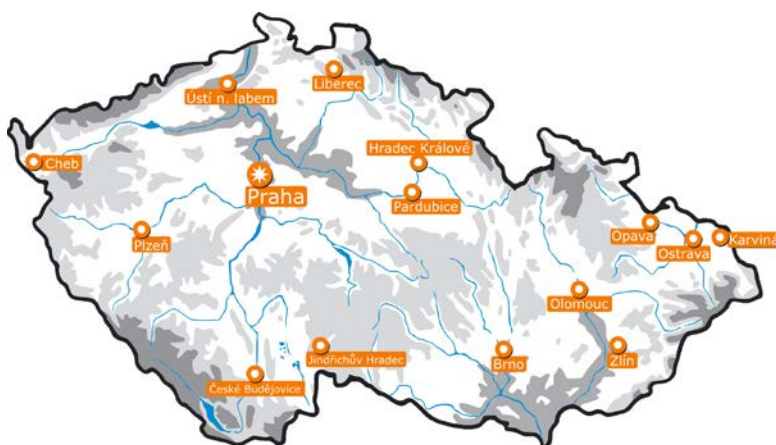 Liberec
Ústí n. labem
Hradec Králové
Cheb
Praha
Pardubice
Plzeň
Opava
Ostrava
Karvina
Olomouc
Jindřichův Hradec
Brno
Zlín
České Budějovice